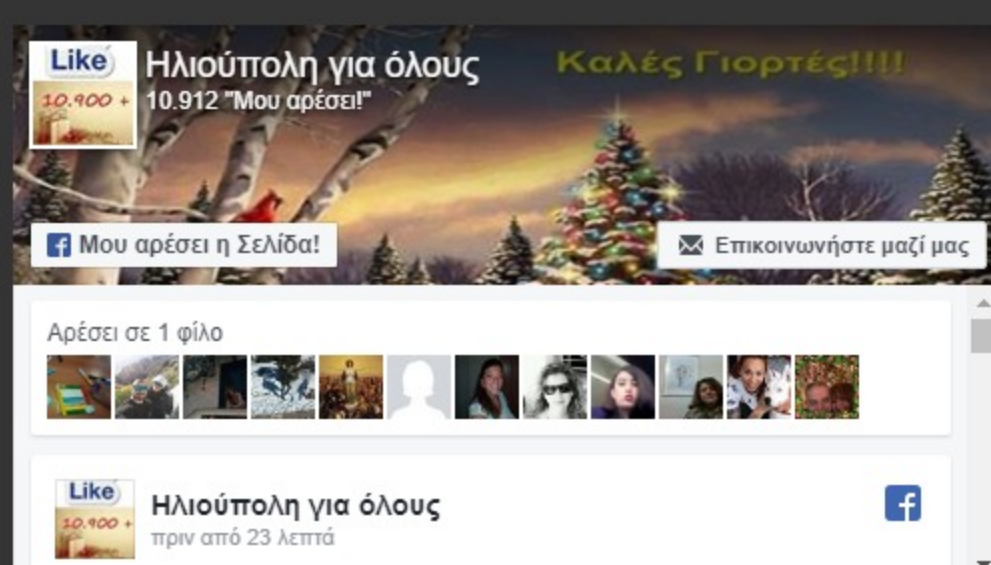 Like
10.900 +
Ηλιούπολη για όλους
10.912 "Μου αρέσει!"
Καλές Γιορτές!!!!
Μου αρέσει η Σελίδα!
Επικοινωνήστε μαζί μας
Αρέσει σε 1 φίλο
Like
10.900 +
Ηλιούπολη για όλους
πριν από 23 λεπτά